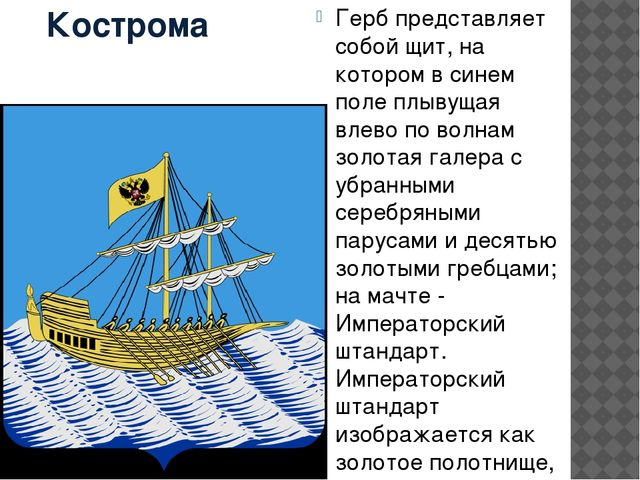 Кострома
Герб представляет
собой щит, на
котором в синем
поле плывущая
влево по волнам
золотая галера с
убранными
серебряными
парусами и десятью
золотыми гребцами;
на мачте -
Императорский
штандарт.
Императорский
штандарт
изображается как
золотое полотнище,